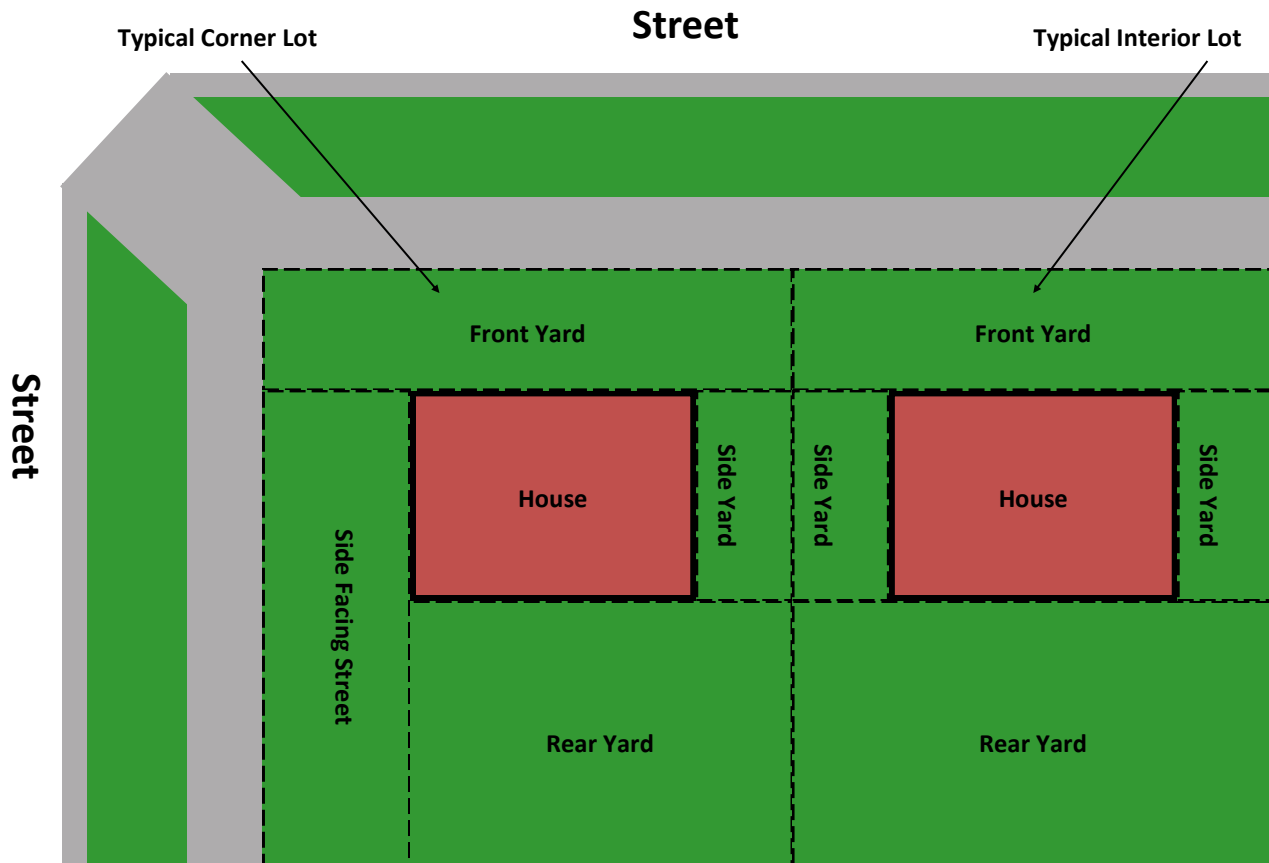 Street
Typical Corner Lot
Typical Interior Lot
Front Yard
Front Yard
Street
House
Side Yard
Side Yard
House
Side Yard
Side Facing Street
Rear Yard
Rear Yard